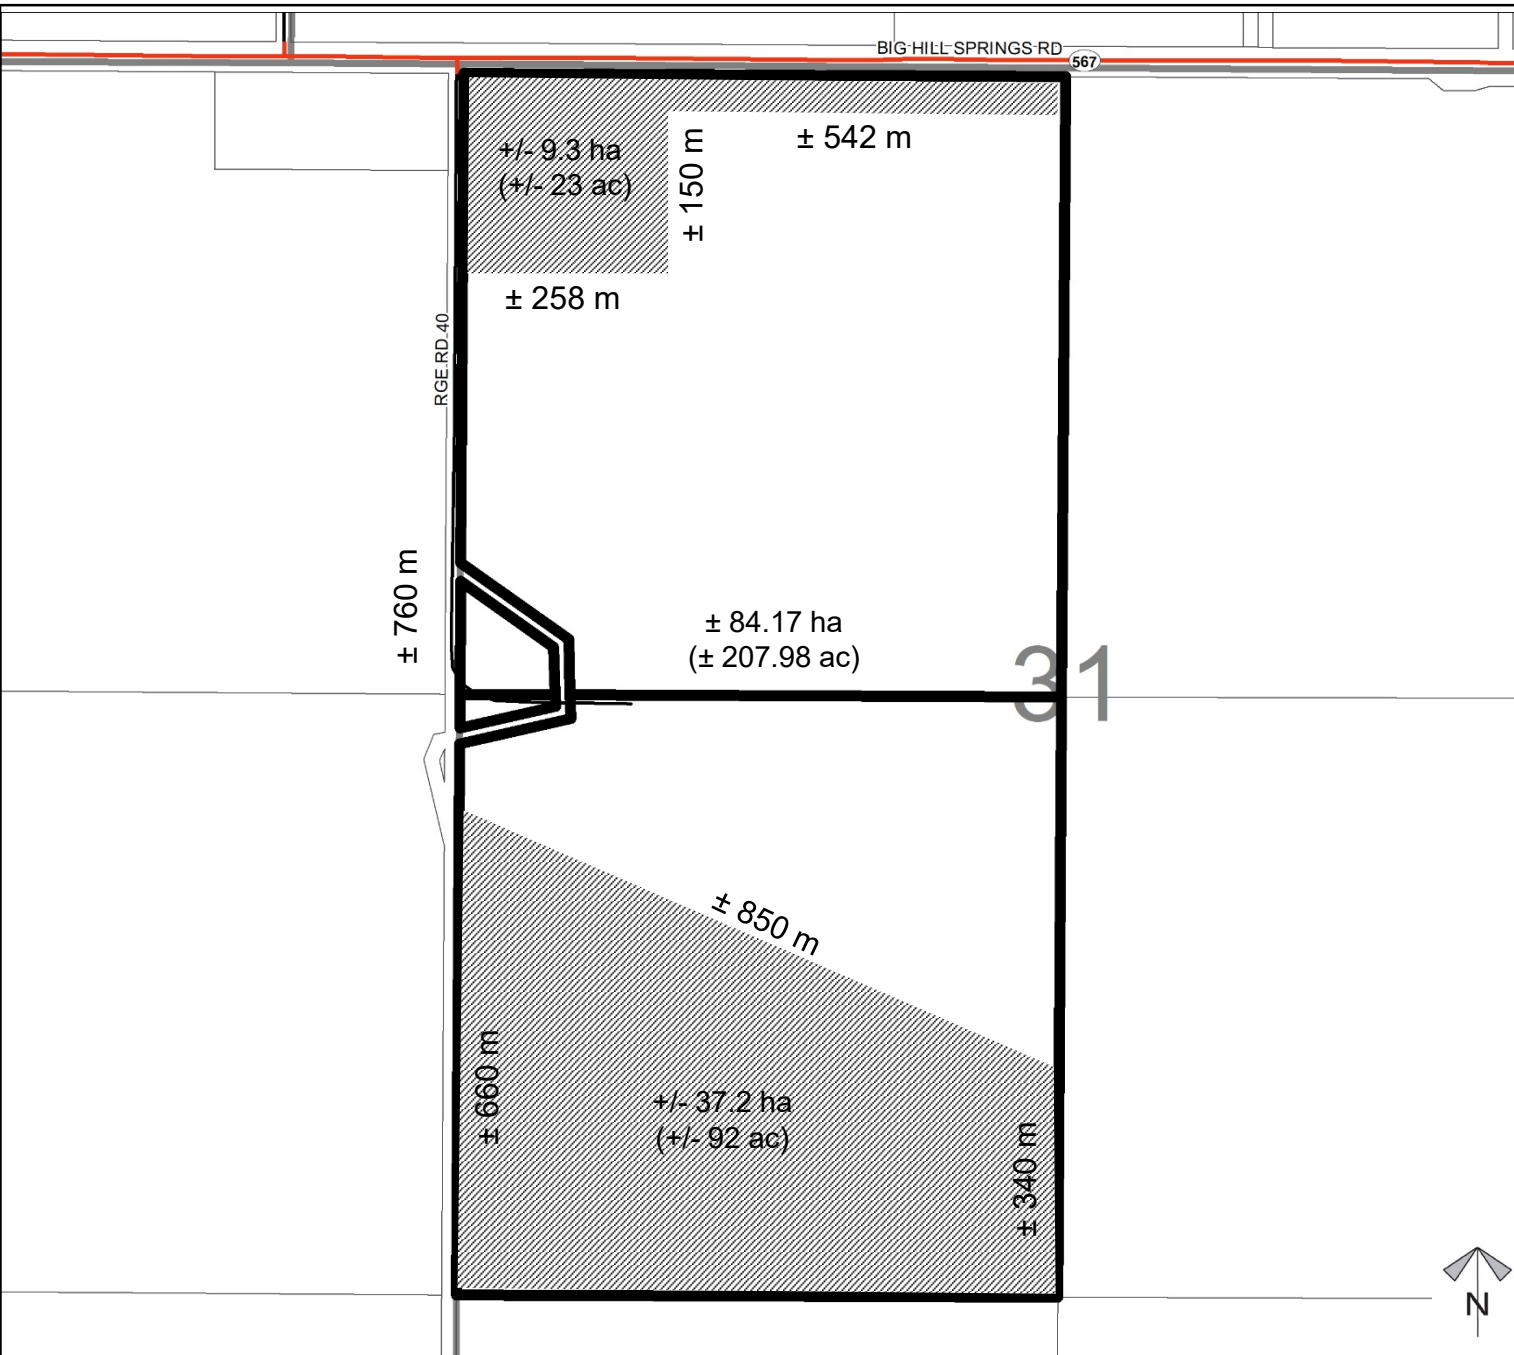 BIG HILL SPRINGS RD
567
+/- 9.3 ha
(+/- 23 ac)
± 150 m
± 542 m
± 258 m
RGE RD 40
± 760 m
± 84.17 ha
(± 207.98 ac)
31
± 850 m
± 660 m
+/- 37.2 ha
(+/- 92 ac)
± 340 m
N